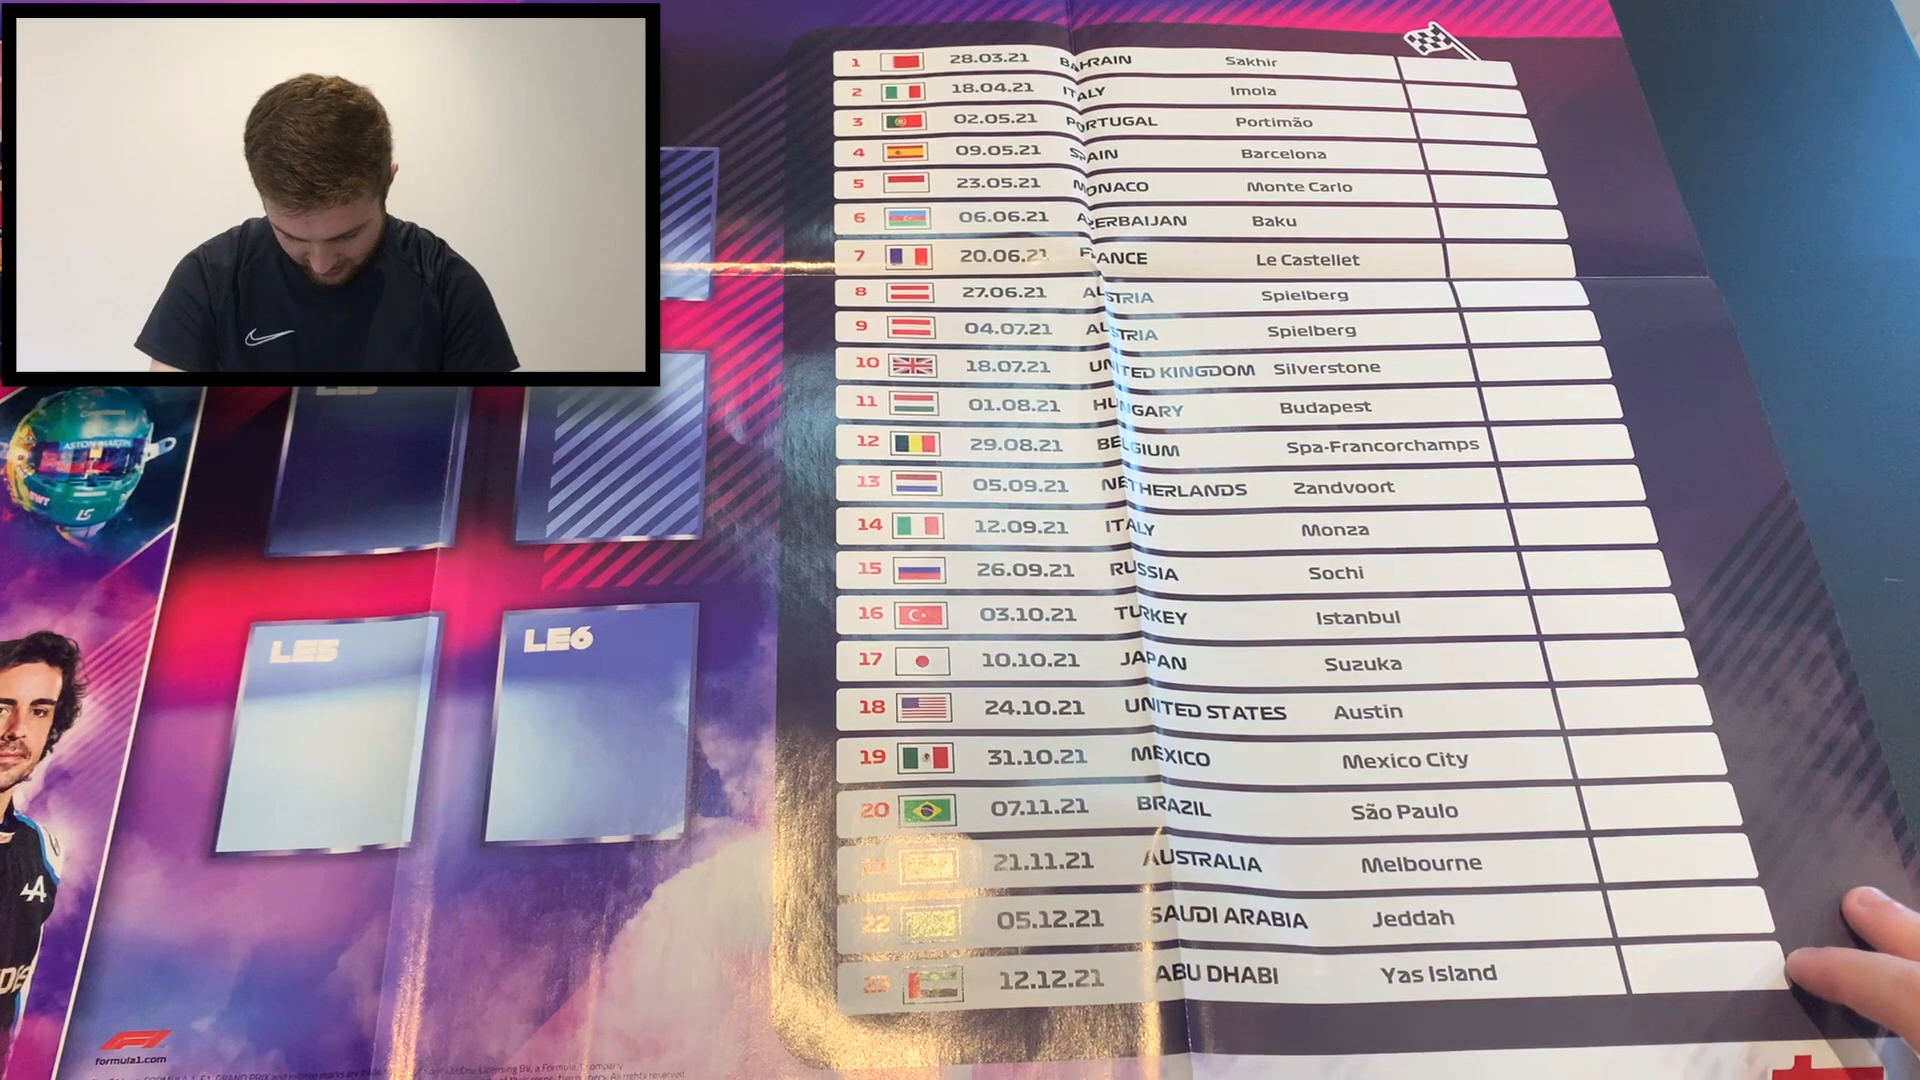 1 28.03.21 BAHRAIN Sakhir
2 18.04.21 ITALY Imola
3 02.05.21 PORTUGAL Portimão
4 09.05.21 SPAIN Barcelona
5 23.05.21 MONACO Monte Carlo
6 06.06.21 AZERBAIJAN Baku
7 20.06.21 FRANCE Le Castellet
8 27.06.21 AUSTRIA Spielberg
9 04.07.21 AUSTRIA Spielberg
10 18.07.21 UNITED KINGDOM Silverstone
11 01.08.21 HUNGARY Budapest
12 29.08.21 BELGIUM Spa-Francorchamps
13 05.09.21 NETHERLANDS Zandvoort
14 12.09.21 ITALY Monza
15 26.09.21 RUSSIA Sochi
16 03.10.21 TURKEY Istanbul
17 10.10.21 JAPAN Suzuka
18 24.10.21 UNITED STATES Austin
19 31.10.21 MEXICO Mexico City
20 07.11.21 BRAZIL São Paulo
21.11.21 AUSTRALIA Melbourne
22 05.12.21 SAUDI ARABIA Jeddah
23 12.12.21 ABU DHABI Yas Island
ASTON MARTIN
LE5
LE6
F1
formula1.com